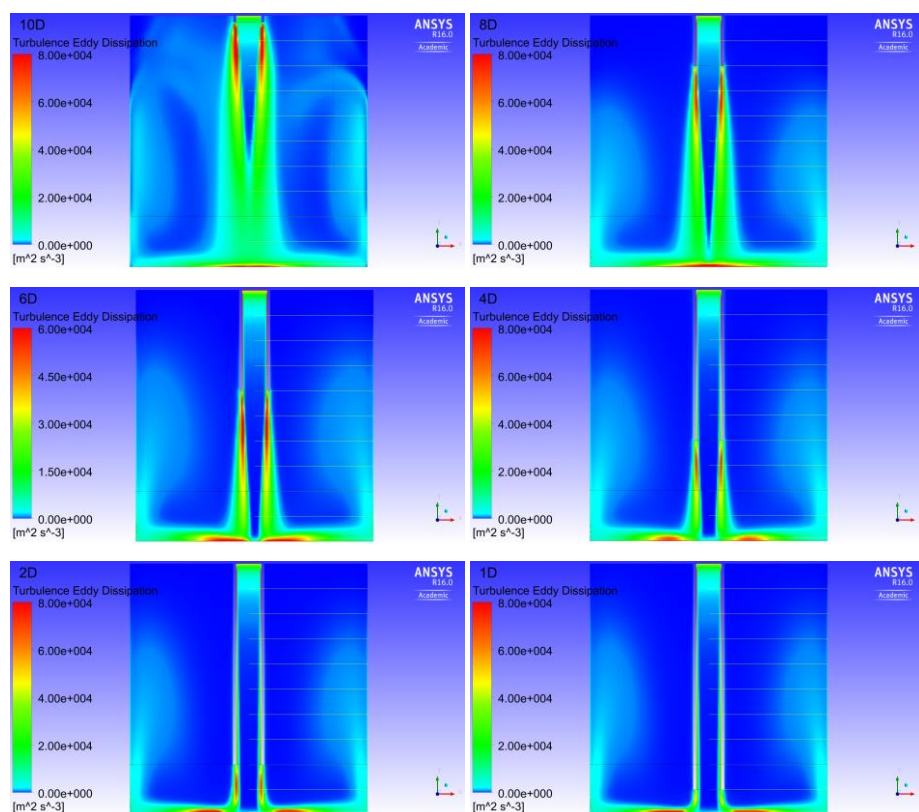 10D
Turbulence Eddy Dissipation
8.00e+004
6.00e+004
4.00e+004
2.00e+004
0.00e+000
[m^2 s^-3]
ANSYS
R16.0
Academic
8D
Turbulence Eddy Dissipation
8.00e+004
6.00e+004
4.00e+004
2.00e+004
0.00e+000
[m^2 s^-3]
ANSYS
R16.0
Academic
6D
Turbulence Eddy Dissipation
6.00e+004
4.50e+004
3.00e+004
1.50e+004
0.00e+000
[m^2 s^-3]
ANSYS
R16.0
Academic
4D
Turbulence Eddy Dissipation
8.00e+004
6.00e+004
4.00e+004
2.00e+004
0.00e+000
[m^2 s^-3]
ANSYS
R16.0
Academic
2D
Turbulence Eddy Dissipation
8.00e+004
6.00e+004
4.00e+004
2.00e+004
0.00e+000
[m^2 s^-3]
ANSYS
R16.0
Academic
1D
Turbulence Eddy Dissipation
8.00e+004
6.00e+004
4.00e+004
2.00e+004
0.00e+000
[m^2 s^-3]
ANSYS
R16.0
Academic